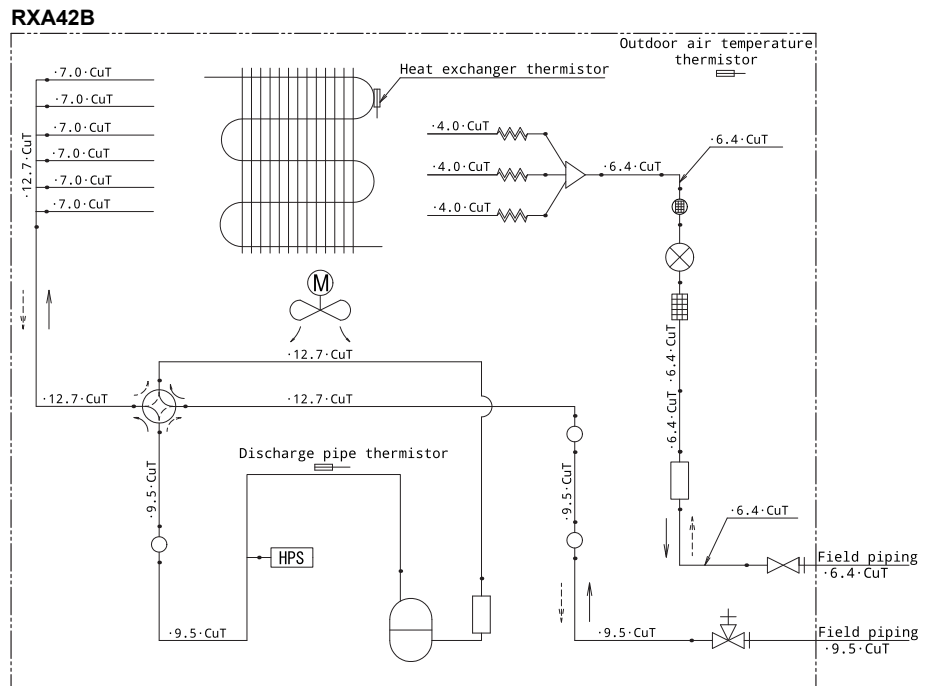 RXA42B
Outdoor air temperature
thermistor
·7.0·CuT
·7.0·CuT
·7.0·CuT
·7.0·CuT
·7.0·CuT
·7.0·CuT
·12.7·CuT
Heat exchanger thermistor
·4.0·CuT
·4.0·CuT
·4.0·CuT
·6.4·CuT
·6.4·CuT
M
·6.4·CuT
·6.4·CuT
·12.7·CuT
·12.7·CuT
·12.7·CuT
Discharge pipe thermistor
·9.5·CuT
·9.5·CuT
HPS
·6.4·CuT
Field piping
·6.4·CuT
·9.5·CuT
·9.5·CuT
Field piping
·9.5·CuT